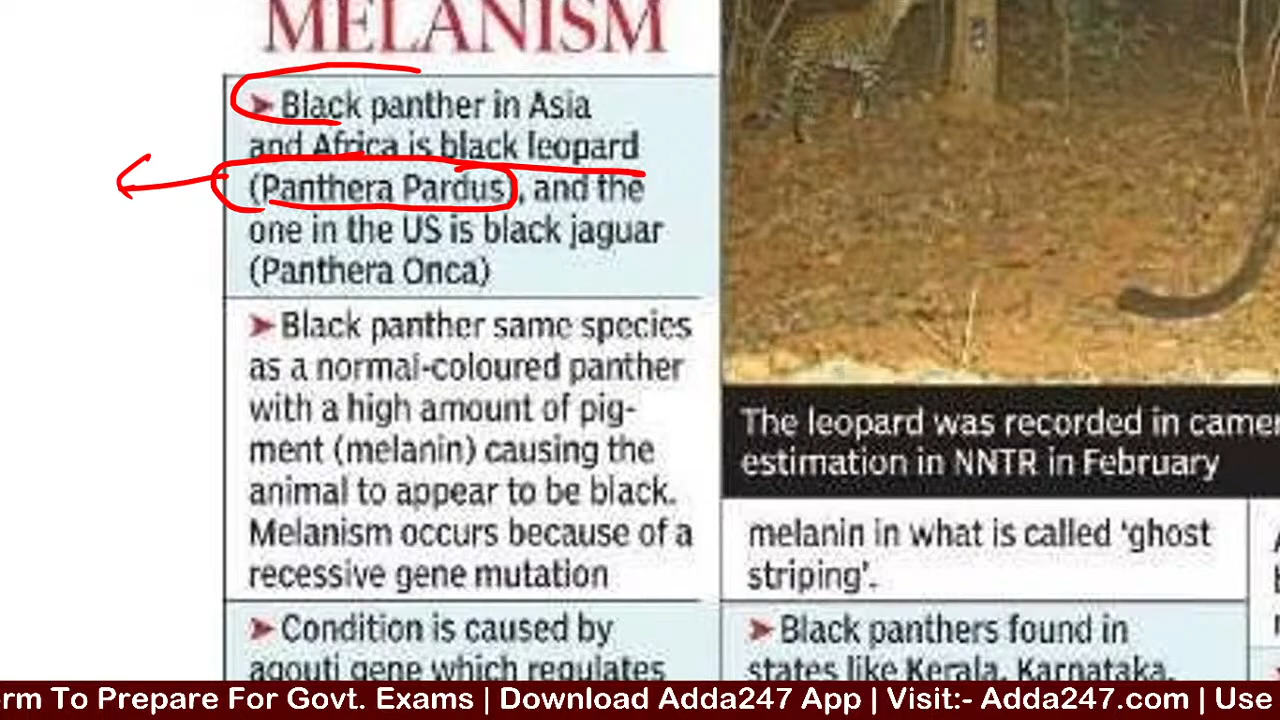 MELANISM
➤ Black panther in Asia
and Africa is black leopard
(Panthera Pardus), and the
one in the US is black jaguar
(Panthera Onca)
➤ Black panther same species
as a normal-coloured panther
with a high amount of pig-
ment (melanin) causing the
animal to appear to be black.
Melanism occurs because of a
recessive gene mutation
➤ Condition is caused by
agouti gene which regulates
The leopard was recorded in camer
estimation in NNTR in February
melanin in what is called ‘ghost
striping’.
➤ Black panthers found in
states like Kerala, Karnataka,
orm To Prepare For Govt. Exams | Download Adda247 App | Visit:- Adda247.com | Use